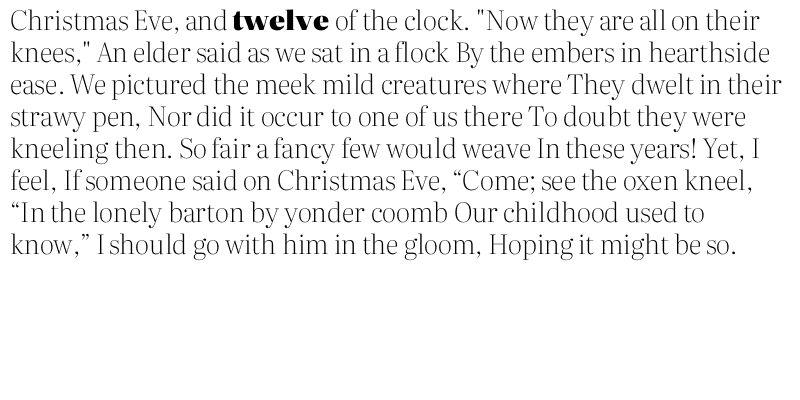 Christmas Eve, and twelve of the clock. "Now they are all on their
knees," An elder said as we sat in a flock By the embers in hearthside
ease. We pictured the meek mild creatures where They dwelt in their
strawy pen, Nor did it occur to one of us there To doubt they were
kneeling then. So fair a fancy few would weave In these years! Yet, I
feel, If someone said on Christmas Eve, “Come; see the oxen kneel,
“In the lonely barton by yonder coomb Our childhood used to
know,” I should go with him in the gloom, Hoping it might be so.